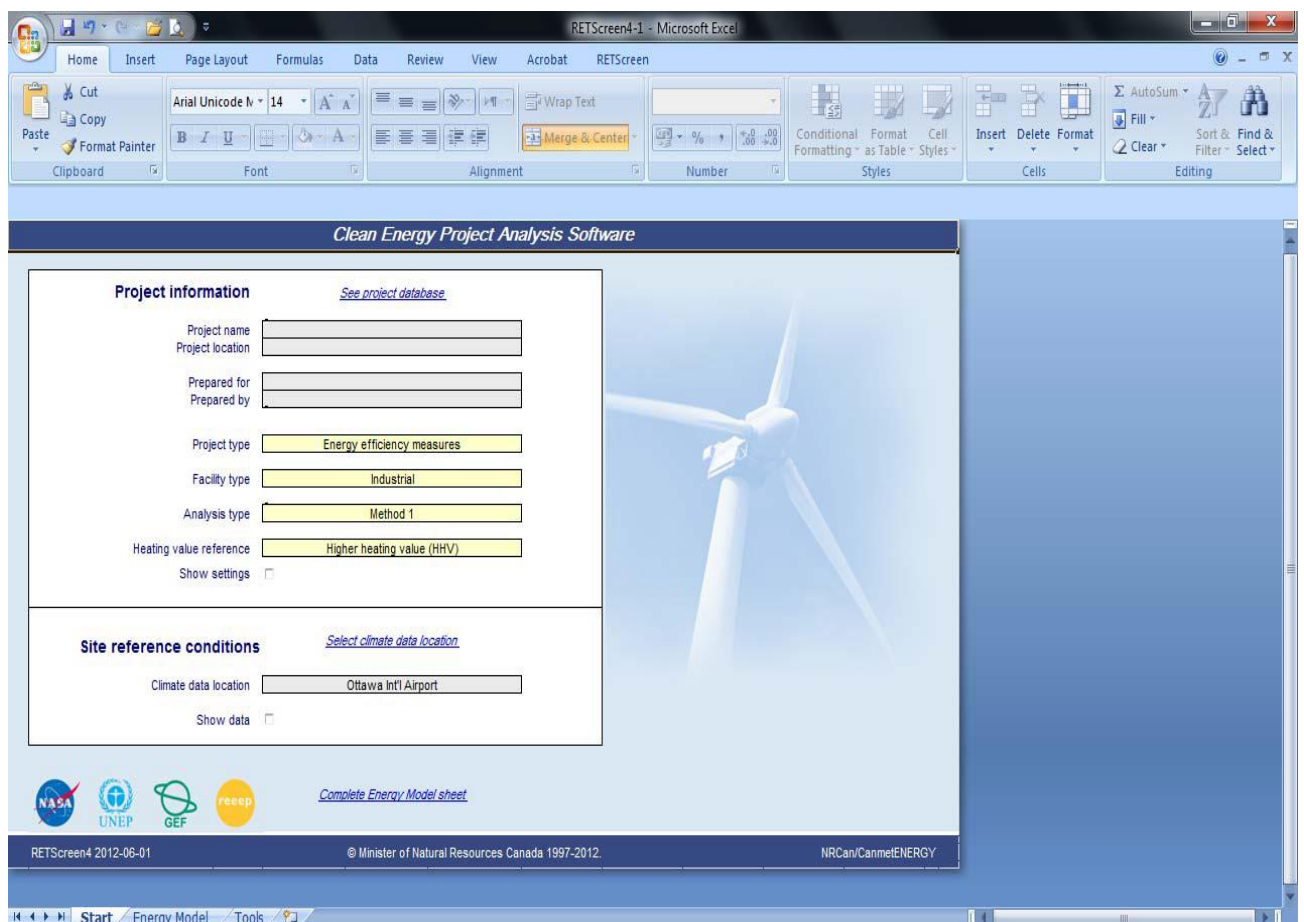 RETScreen4-1 - Microsoft Excel
Home Insert Page Layout Formulas Data Review View Acrobat RETScreen
Paste
Cut
Copy
Format Painter
Clipboard
Arial Unicode M 14
B I U
Font
Wrap Text
Merge & Center
Alignment
% , .00 .0
Number
Conditional Formatting
Format as Table
Cell Styles
Styles
Insert Delete Format
Cells
Σ AutoSum
Fill
Clear
Sort & Filter
Find & Select
Editing
Clean Energy Project Analysis Software
Project information See project database
Project name
Project location
Prepared for
Prepared by
Project type Energy efficiency measures
Facility type Industrial
Analysis type Method 1
Heating value reference Higher heating value (HHV)
Show settings
Site reference conditions Select climate data location
Climate data location Ottawa Int'l Airport
Show data
NASA UNEP GEF reeep
Complete Energy Model sheet
RETScreen4 2012-06-01 © Minister of Natural Resources Canada 1997-2012. NRCan/CanmetENERGY
Start Energy Model Tools